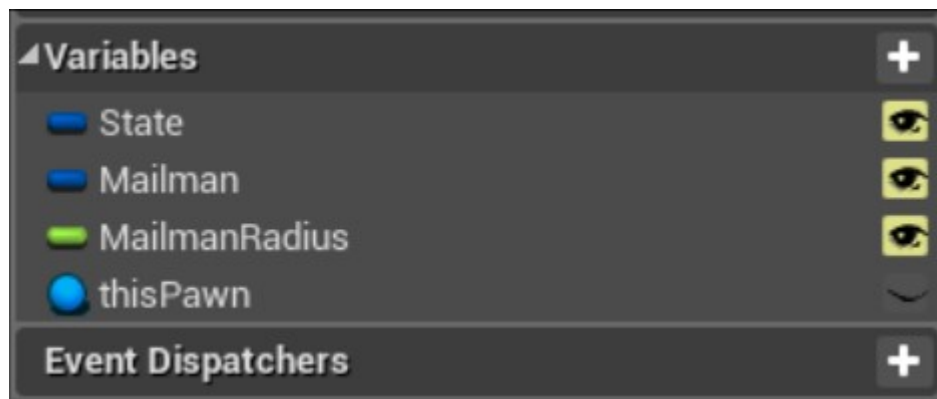 Variables
State
Mailman
MailmanRadius
thisPawn
Event Dispatchers